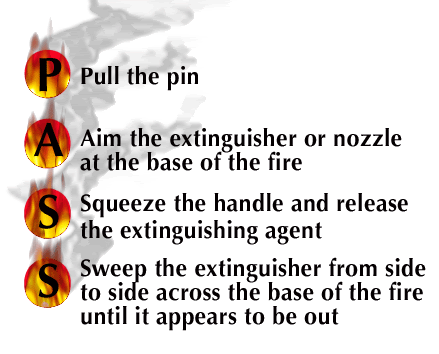 P Pull the pin
A Aim the extinguisher or nozzle
at the base of the fire
S Squeeze the handle and release
the extinguishing agent
S Sweep the extinguisher from side
to side across the base of the fire
until it appears to be out